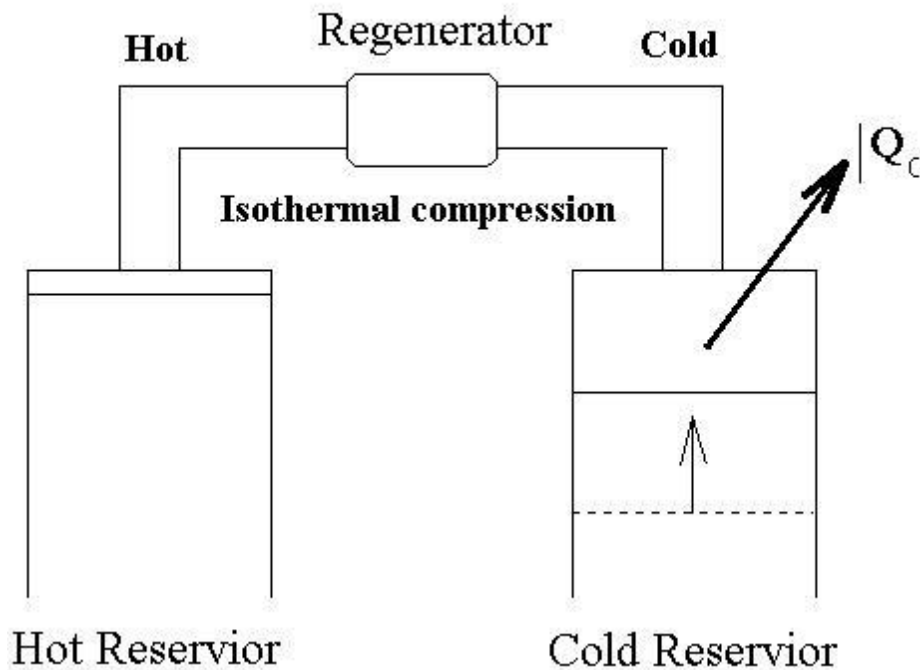 Regenerator
Hot
Cold
|Q
Isothermal compression
Hot Reservior
Cold Reservior